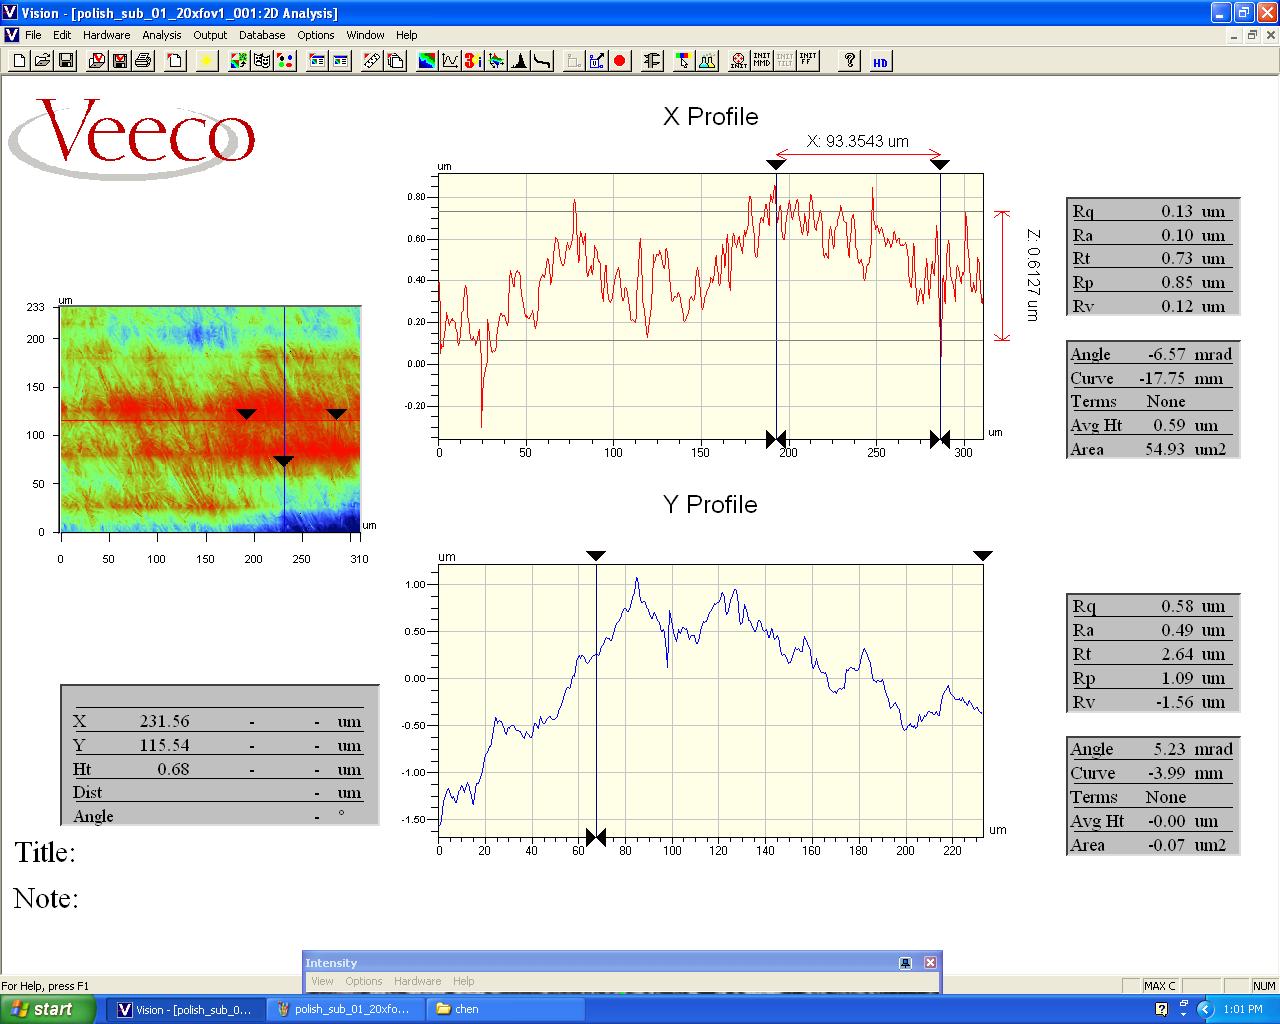 Vision - [polish_sub_01_20xfov1_001:2D Analysis]
File Edit Hardware Analysis Output Database Options Window Help
INIT INIT MMD INIT TILT INIT FF ? HD
Veeco
X Profile
X: 93.3543 um
um
0.80
0.60
0.40
0.20
0.00
-0.20
0 50 100 150 200 250 300
um
Z: 0.6127 um
Rq 0.13 um
Ra 0.10 um
Rt 0.73 um
Rp 0.85 um
Rv 0.12 um
Angle -6.57 mrad
Curve -17.75 mm
Terms None
Avg Ht 0.59 um
Area 54.93 um2
um
233
200
150
100
50
0
um
0 50 100 150 200 250 310
Y Profile
um
1.00
0.50
0.00
-0.50
-1.00
-1.50
0 20 40 60 80 100 120 140 160 180 200 220
um
Rq 0.58 um
Ra 0.49 um
Rt 2.64 um
Rp 1.09 um
Rv -1.56 um
Angle 5.23 mrad
Curve -3.99 mm
Terms None
Avg Ht -0.00 um
Area -0.07 um2
X 231.56 - - um
Y 115.54 - - um
Ht 0.68 - - um
Dist - um
Angle - °
Title:
Note:
Intensity
View Options Hardware Help
For Help, press F1
MAX C NUM
start Vision - [polish_sub_0... polish_sub_01_20xfo... chen 1:01 PM